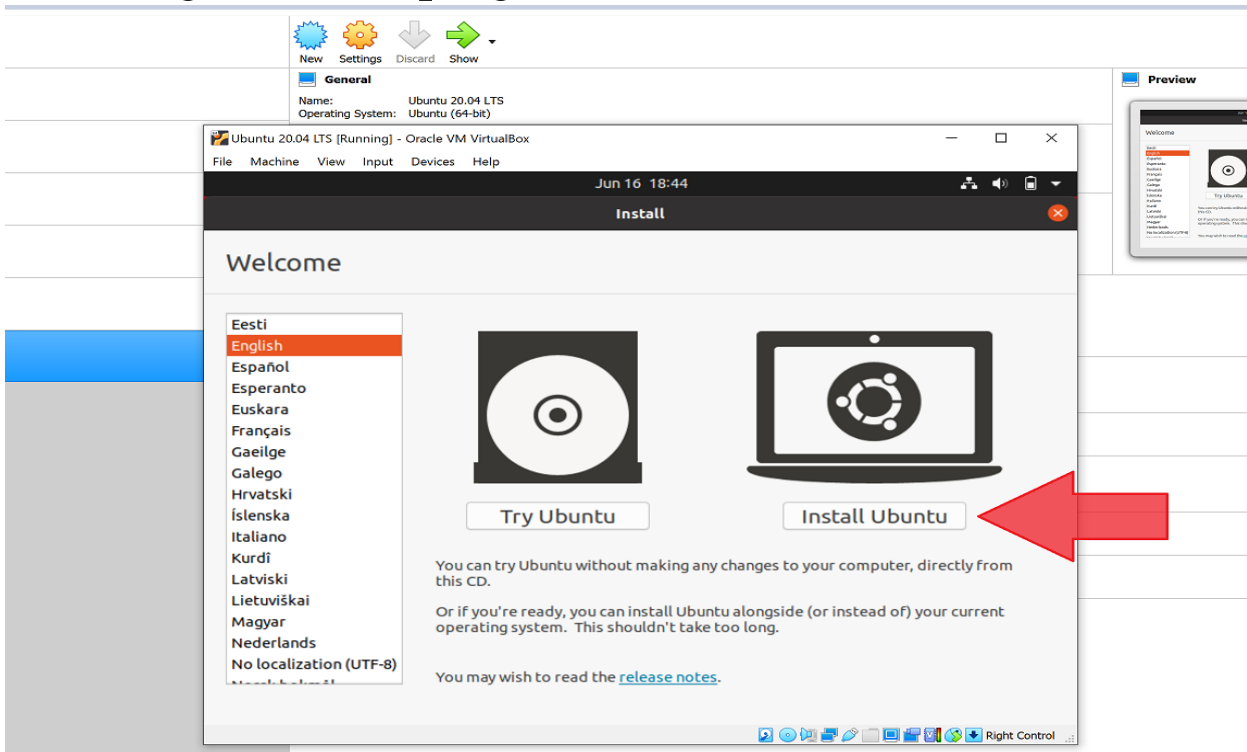 New Settings Discard Show
General
Name: Ubuntu 20.04 LTS
Operating System: Ubuntu (64-bit)
Preview
Welcome
Ubuntu 20.04 LTS [Running] - Oracle VM VirtualBox
File Machine View Input Devices Help
Jun 16 18:44
Install
Welcome
Eesti
English
Español
Esperanto
Euskara
Français
Gaeilge
Galego
Hrvatski
Íslenska
Italiano
Kurdî
Latviski
Lietuviškai
Magyar
Nederlands
No localization (UTF-8)
Try Ubuntu
Install Ubuntu
You can try Ubuntu without making any changes to your computer, directly from
this CD.
Or if you're ready, you can install Ubuntu alongside (or instead of) your current
operating system. This shouldn't take too long.
You may wish to read the release notes.
Right Control